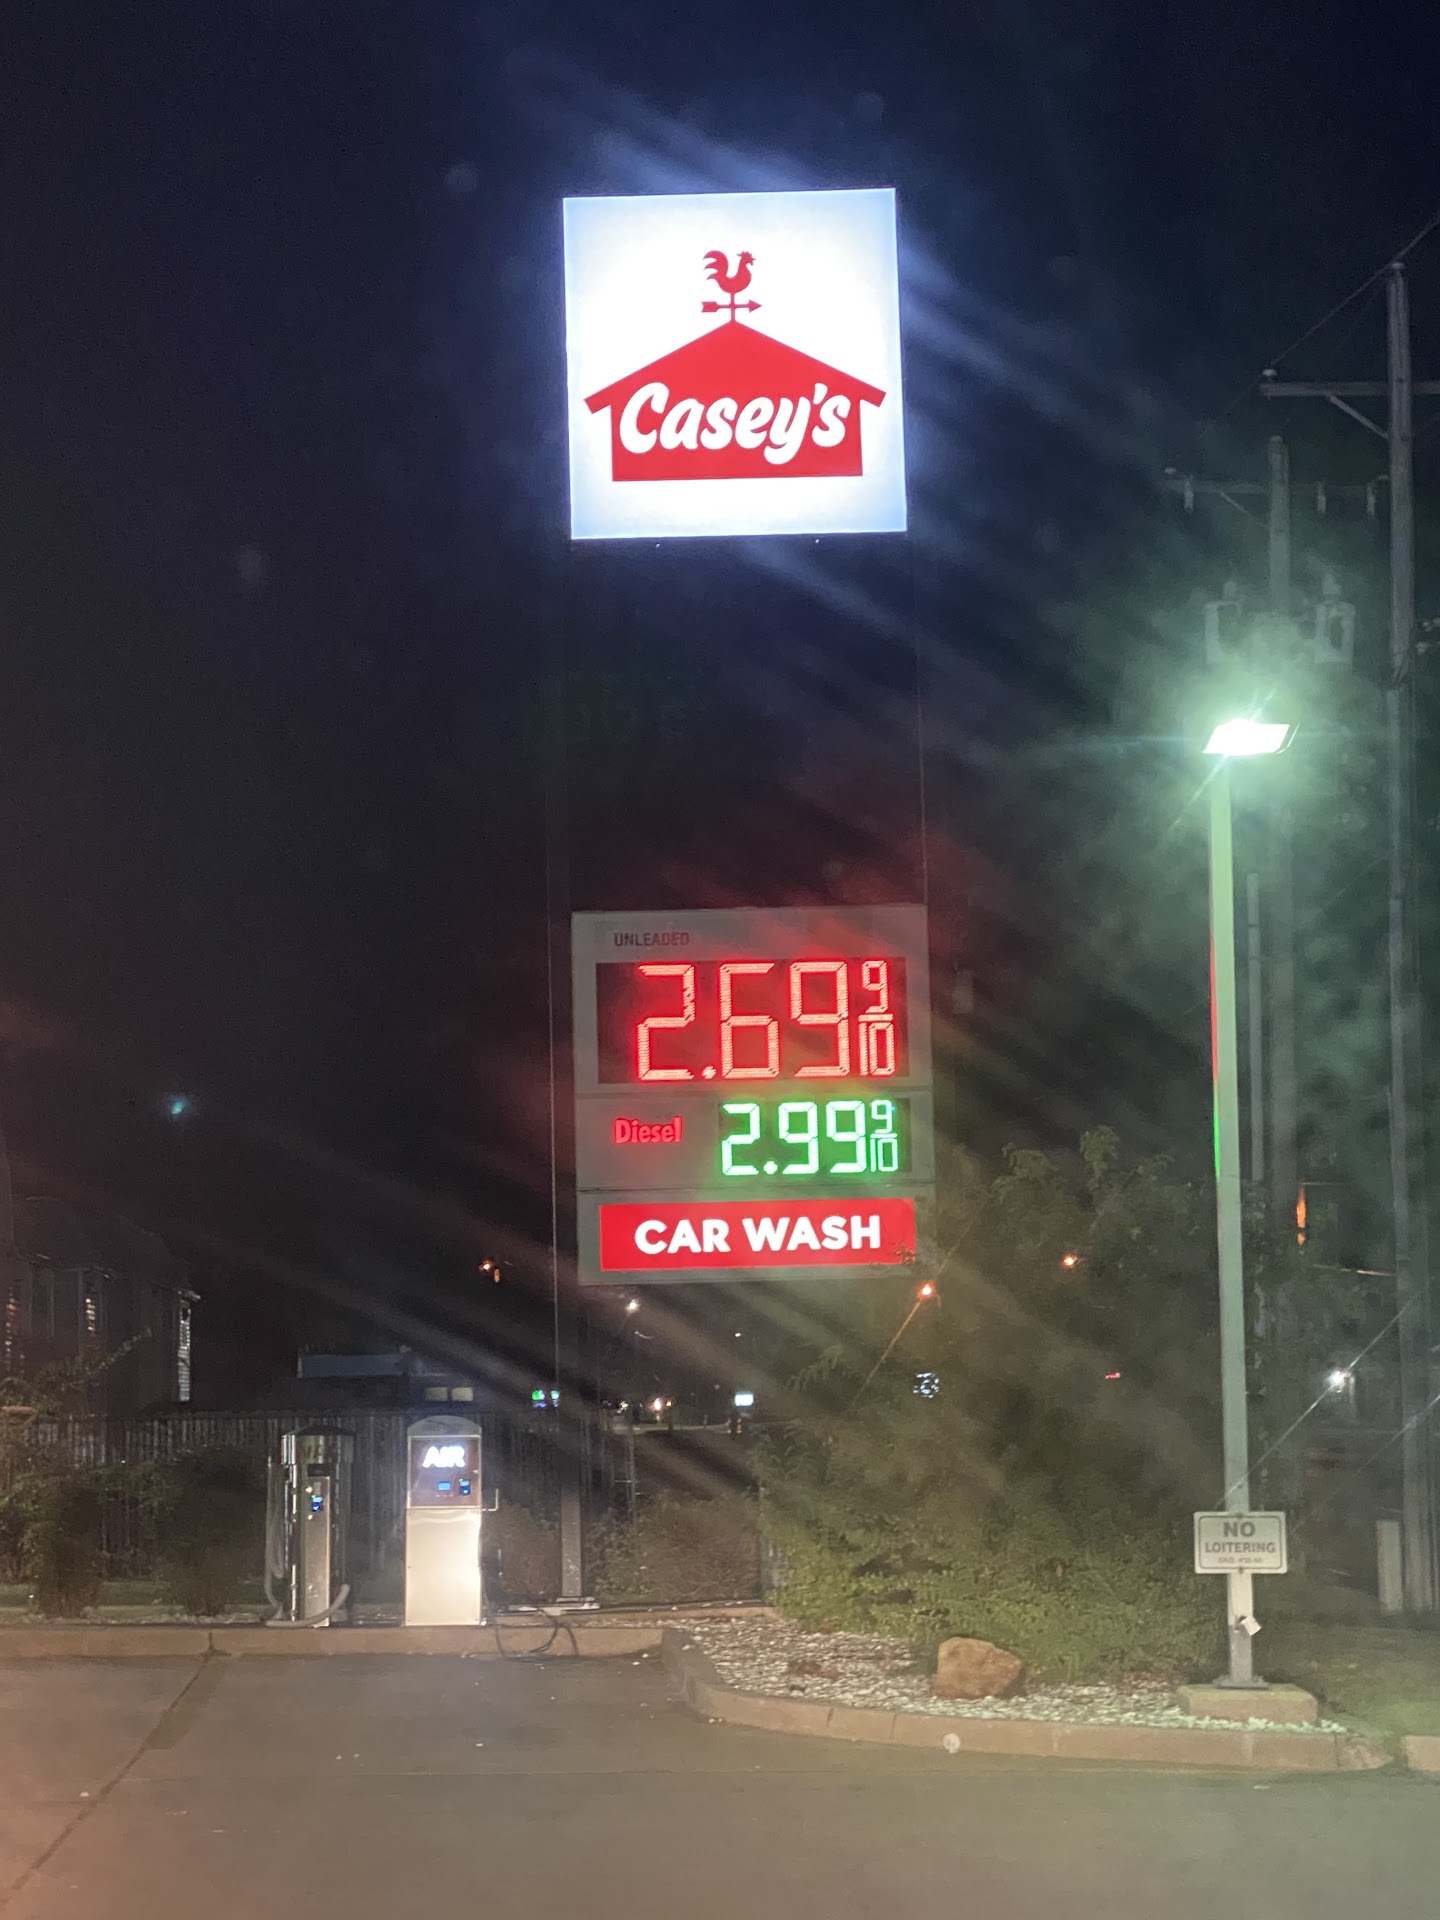 Casey's
UNLEADED
2.69 9/10
Diesel 2.99 9/10
CAR WASH
AIR
NO
LOITERING